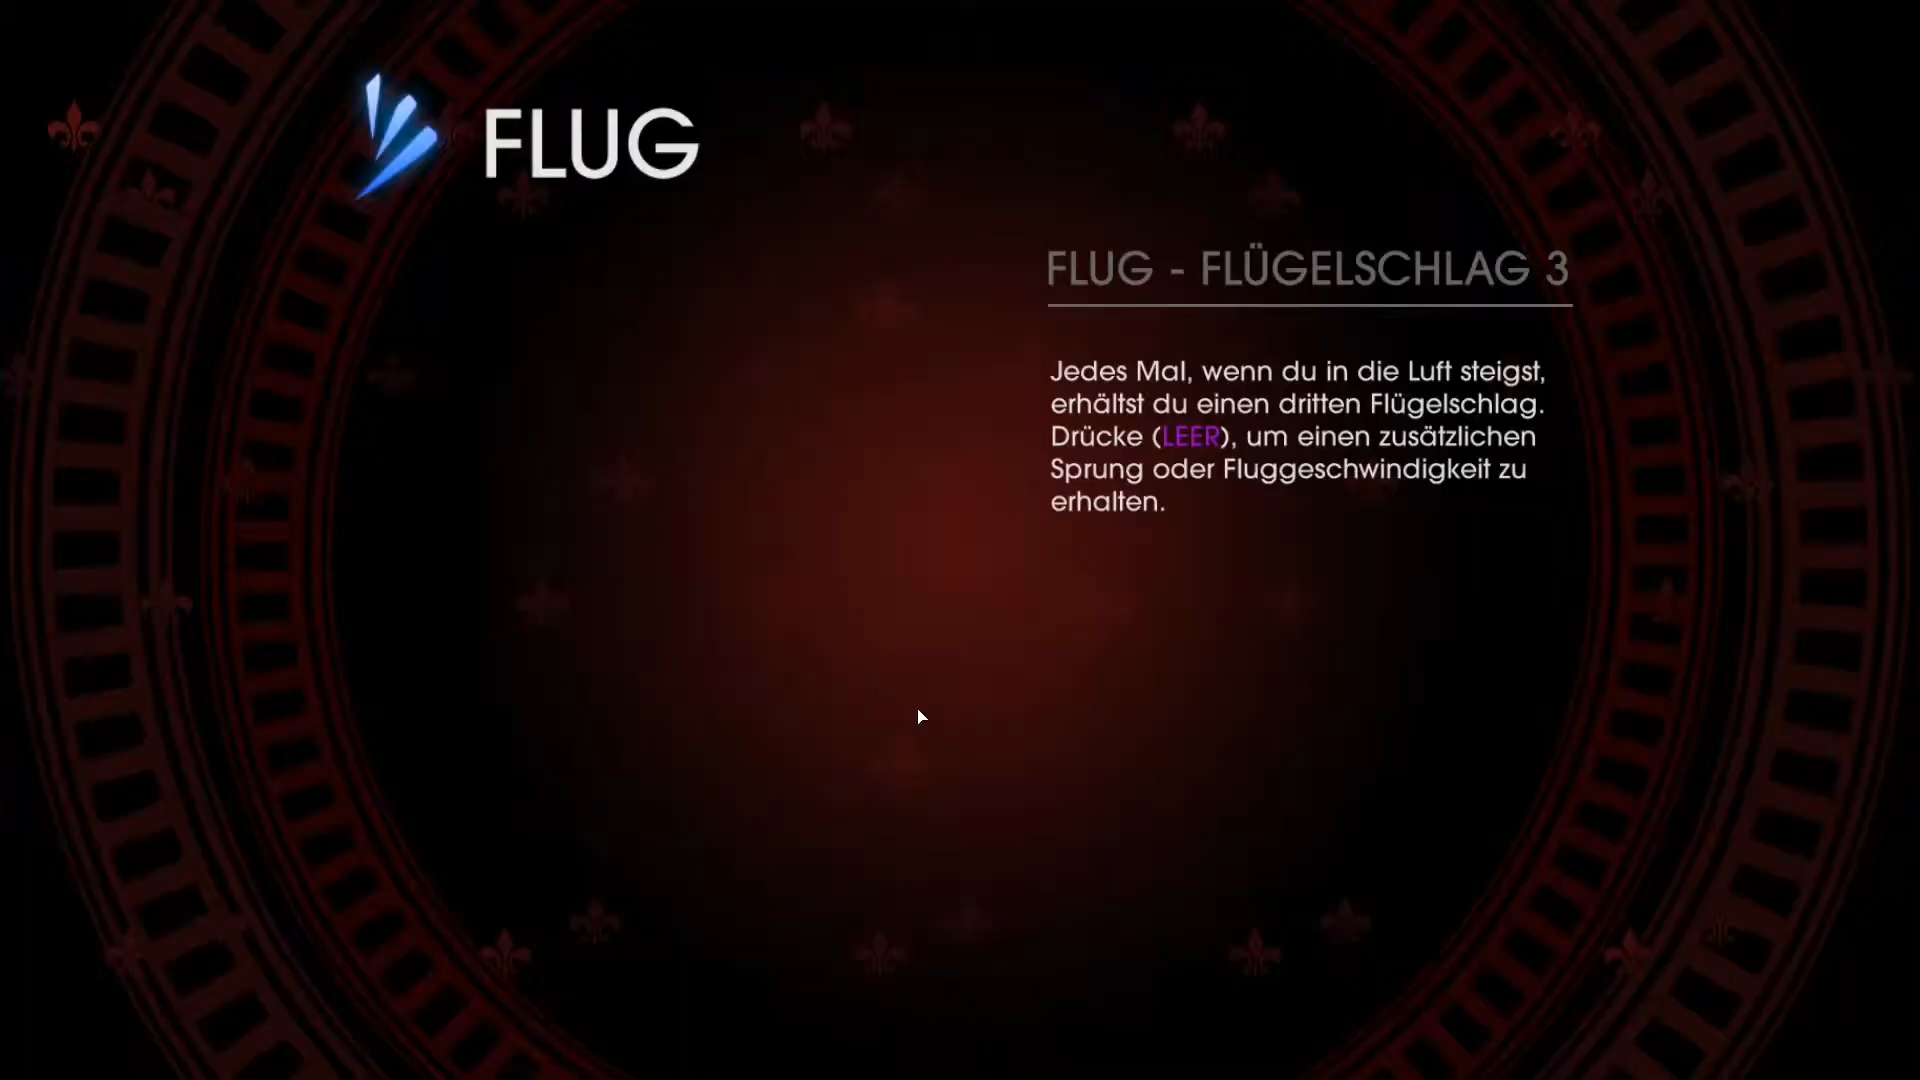 FLUG
FLUG - FLÜGELSCHLAG 3
Jedes Mal, wenn du in die Luft steigst,
erhältst du einen dritten Flügelschlag.
Drücke (LEER), um einen zusätzlichen
Sprung oder Fluggeschwindigkeit zu
erhalten.